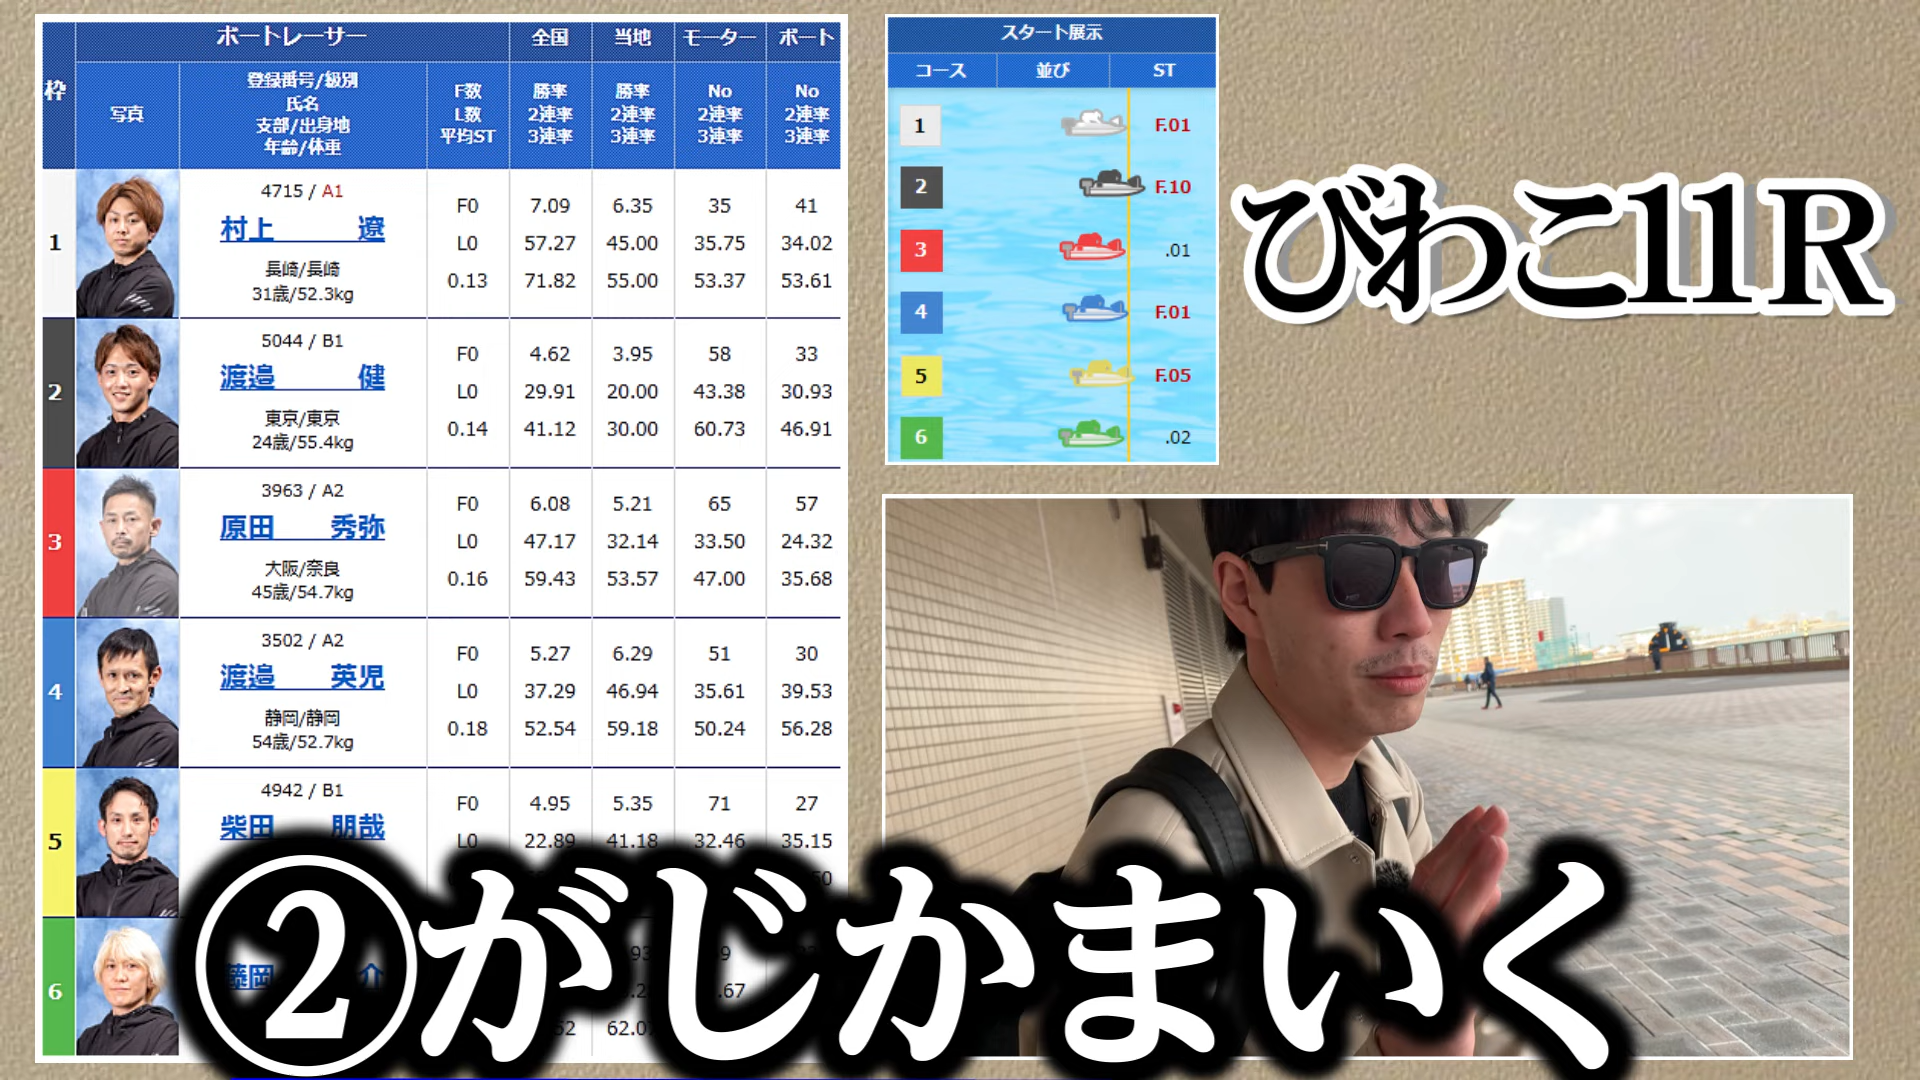 ボートレーサー 全国 当地 モーター ボート
枠 写真 登録番号/級別 氏名 支部/出身地 年齢/体重 F数 L数 平均ST 勝率 2連率 3連率 勝率 2連率 3連率 No 2連率 3連率 No 2連率 3連率
4715 / A1
1 村上 遼 F0 7.09 6.35 35 41
L0 57.27 45.00 35.75 34.02
長崎/長崎 0.13 71.82 55.00 53.37 53.61
31歳/52.3kg
5044 / B1
2 渡邉 健 F0 4.62 3.95 58 33
L0 29.91 20.00 43.38 30.93
東京/東京 0.14 41.12 30.00 60.73 46.91
24歳/55.4kg
3963 / A2
3 原田 秀弥 F0 6.08 5.21 65 57
L0 47.17 32.14 33.50 24.32
大阪/奈良 0.16 59.43 53.57 47.00 35.68
45歳/54.7kg
3502 / A2
4 渡邉 英児 F0 5.27 6.29 51 30
L0 37.29 46.94 35.61 39.53
静岡/静岡 0.18 52.54 59.18 50.24 56.28
54歳/52.7kg
4942 / B1
5 柴田 朋哉 F0 4.95 5.35 71 27
L0 22.89 41.18 32.46 35.15
6
スタート展示
コース 並び ST
1 F.01
2 F.10
3 .01
4 F.01
5 F.05
6 .02
びわこ11R
②がじかまいく